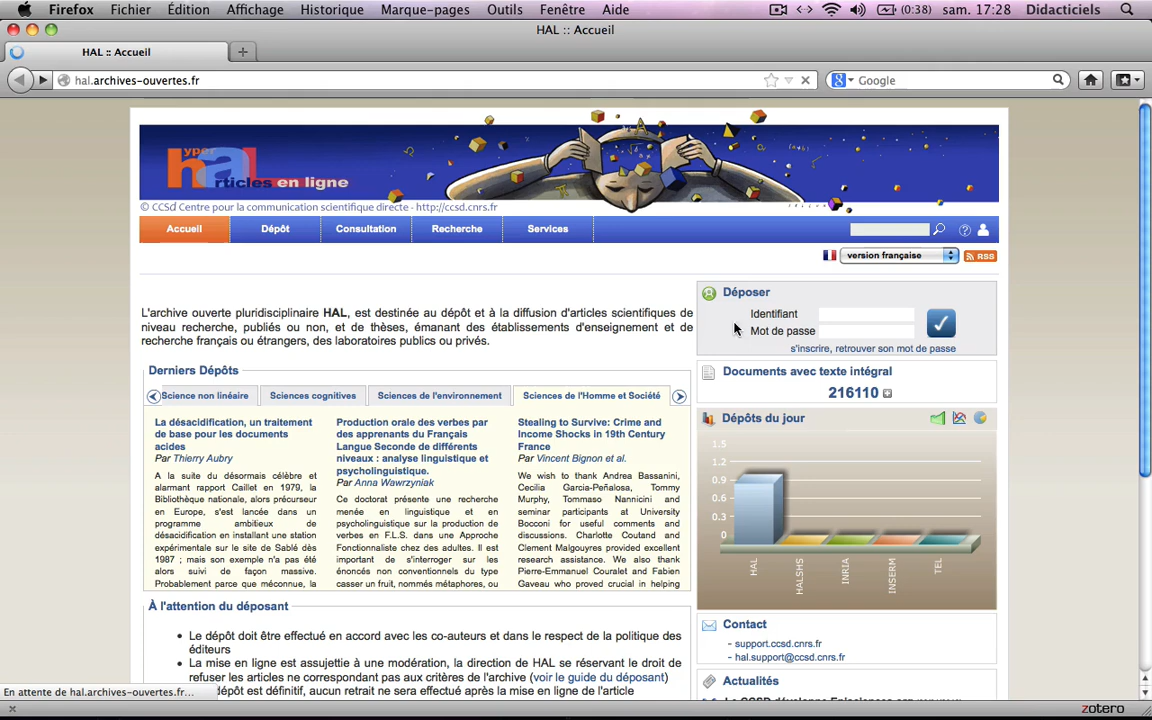 Firefox Fichier Édition Affichage Historique Marque-pages Outils Fenêtre Aide (0:38) sam. 17:28 Didacticiels
HAL :: Accueil
HAL :: Accueil
hal.archives-ouvertes.fr
Google
hyper
hal
articles en ligne
© CCSd Centre pour la communication scientifique directe - http://ccsd.cnrs.fr
Accueil Dépôt Consultation Recherche Services
version française RSS
L'archive ouverte pluridisciplinaire HAL, est destinée au dépôt et à la diffusion d'articles scientifiques de
niveau recherche, publiés ou non, et de thèses, émanant des établissements d'enseignement et de
recherche français ou étrangers, des laboratoires publics ou privés.
Derniers Dépôts
Science non linéaire Sciences cognitives Sciences de l'environnement Sciences de l'Homme et Société
La désacidification, un traitement
de base pour les documents
acides
Par Thierry Aubry
A la suite du désormais célèbre et
alarmant rapport Caillet en 1979, la
Bibliothèque nationale, alors précurseur
en Europe, s'est lancée dans un
programme ambitieux de
désacidification en installant une station
expérimentale sur le site de Sablé dès
1987 ; mais son exemple n'a pas été
alors suivi de façon massive.
Probablement parce que méconnue, la
Production orale des verbes par
des apprenants du Français
Langue Seconde de différents
niveaux : analyse linguistique et
psycholinguistique.
Par Anna Wawrzyniak
Ce doctorat présente une recherche
menée en linguistique et en
psycholinguistique sur la production de
verbes en F.L.S. dans une Approche
Fonctionnaliste chez des adultes. Il est
important de s'interroger sur les
énoncés non conventionnels du type
casser un fruit, nommés métaphores, ou
Stealing to Survive: Crime and
Income Shocks in 19th Century
France
Par Vincent Bignon et al.
We wish to thank Andrea Bassanini,
Cecilia Garcia-Peñalosa, Tommy
Murphy, Tommaso Nannicini and
seminar participants at University
Bocconi for useful comments and
discussions. Charlotte Coutand and
Clement Malgouyres provided excellent
research assistance. We also thank
Pierre-Emmanuel Couralet and Fabien
Gaveau who proved crucial in helping
À l'attention du déposant
Le dépôt doit être effectué en accord avec les co-auteurs et dans le respect de la politique des
éditeurs
La mise en ligne est assujettie à une modération, la direction de HAL se réservant le droit de
refuser les articles ne correspondant pas aux critères de l'archive (voir le guide du déposant)
dépôt est définitif, aucun retrait ne sera effectué après la mise en ligne de l'article
Déposer
Identifiant
Mot de passe
s'inscrire, retrouver son mot de passe
Documents avec texte intégral
216110
Dépôts du jour
1.5
1.2
0.9
0.6
0.3
0
HAL HALSHS INRIA INSERM TEL
Contact
- support.ccsd.cnrs.fr
- hal.support@ccsd.cnrs.fr
Actualités
En attente de hal.archives-ouvertes.fr…
zotero